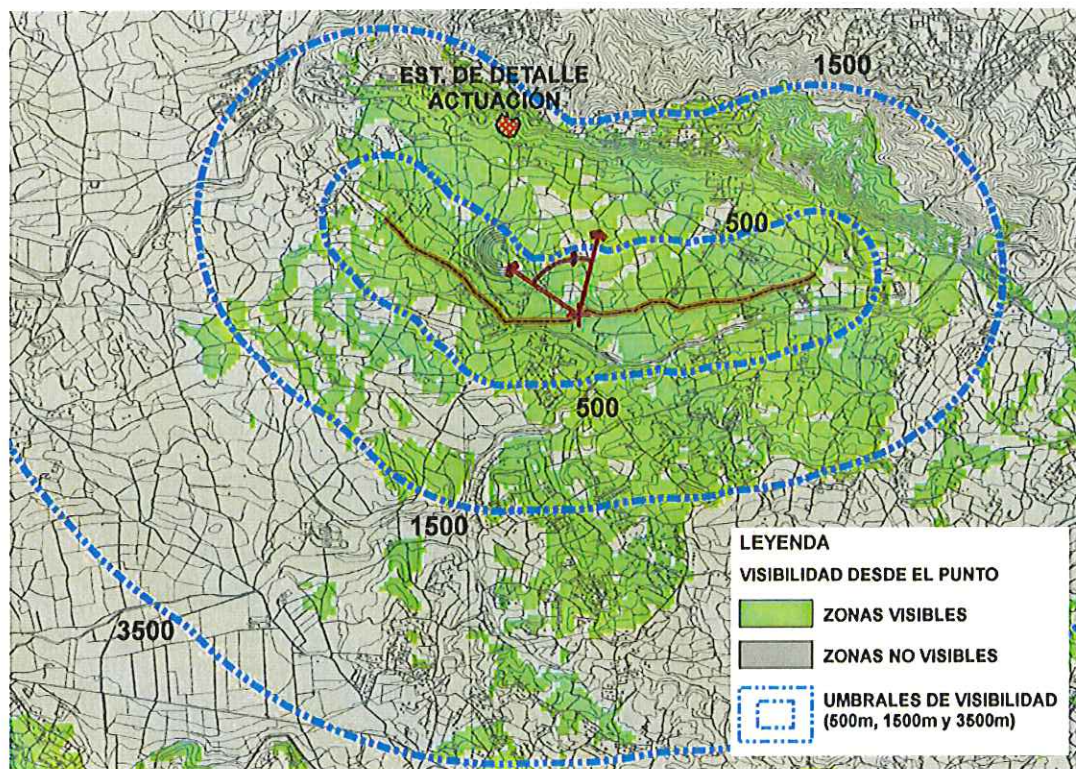 1500
EST. DE DETALLE
ACTUACIÓN
500
500
1500
3500
LEYENDA
VISIBILIDAD DESDE EL PUNTO
ZONAS VISIBLES
ZONAS NO VISIBLES
UMBRALES DE VISIBILIDAD
(500m, 1500m y 3500m)